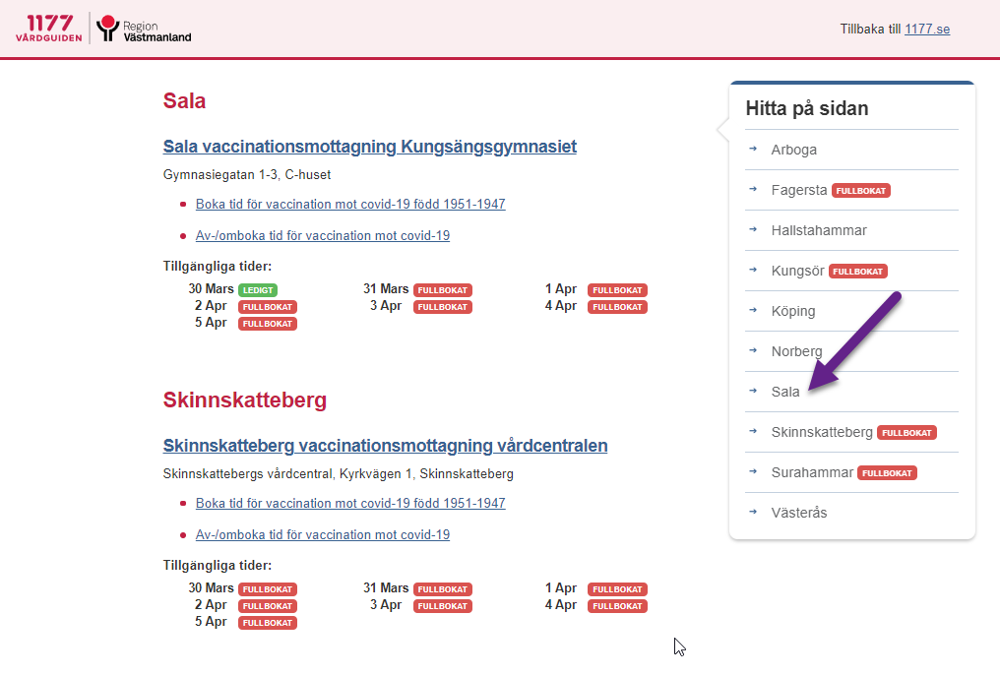 1177
VÅRDGUIDEN
Region
Västmanland
Tillbaka till 1177.se
Sala
Sala vaccinationsmottagning Kungsängsgymnasiet
Gymnasiegatan 1-3, C-huset
Boka tid för vaccination mot covid-19 född 1951-1947
Av-/omboka tid för vaccination mot covid-19
Tillgängliga tider:
30 Mars LEDIGT 31 Mars FULLBOKAT 1 Apr FULLBOKAT
2 Apr FULLBOKAT 3 Apr FULLBOKAT 4 Apr FULLBOKAT
5 Apr FULLBOKAT
Skinnskatteberg
Skinnskatteberg vaccinationsmottagning vårdcentralen
Skinnskattebergs vårdcentral, Kyrkvägen 1, Skinnskatteberg
Boka tid för vaccination mot covid-19 född 1951-1947
Av-/omboka tid för vaccination mot covid-19
Tillgängliga tider:
30 Mars FULLBOKAT 31 Mars FULLBOKAT 1 Apr FULLBOKAT
2 Apr FULLBOKAT 3 Apr FULLBOKAT 4 Apr FULLBOKAT
5 Apr FULLBOKAT
Hitta på sidan
Arboga
Fagersta FULLBOKAT
Hallstahammar
Kungsör FULLBOKAT
Köping
Norberg
Sala
Skinnskatteberg FULLBOKAT
Surahammar FULLBOKAT
Västerås